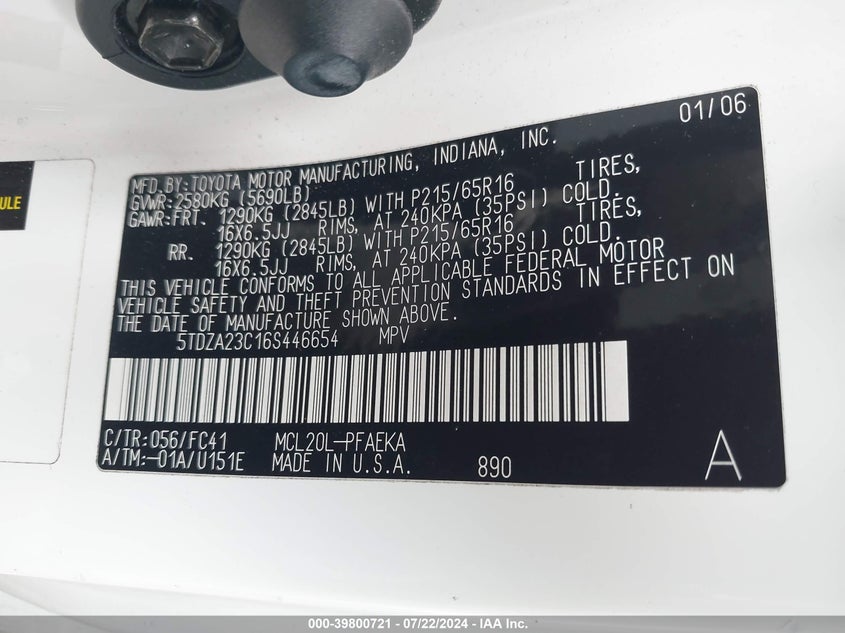 01/06
MFD.BY:TOYOTA MOTOR MANUFACTURING, INDIANA, INC.
GVWR:2580KG (5690LB)
GAWR:FRT. 1290KG (2845LB) WITH P215/65R16 TIRES,
16X6.5JJ RIMS, AT 240KPA (35PSI) COLD.
RR. 1290KG (2845LB) WITH P215/65R16 TIRES,
16X6.5JJ RIMS, AT 240KPA (35PSI) COLD.
THIS VEHICLE CONFORMS TO ALL APPLICABLE FEDERAL MOTOR
VEHICLE SAFETY AND THEFT PREVENTION STANDARDS IN EFFECT ON
THE DATE OF MANUFACTURE SHOWN ABOVE.
5TDZA23C16S446654 MPV
C/TR:056/FC41 MCL20L-PFAEKA
A/TM:-01A/U151E MADE IN U.S.A. 890 A
ULE
000-39800721 - 07/22/2024 - IAA Inc.